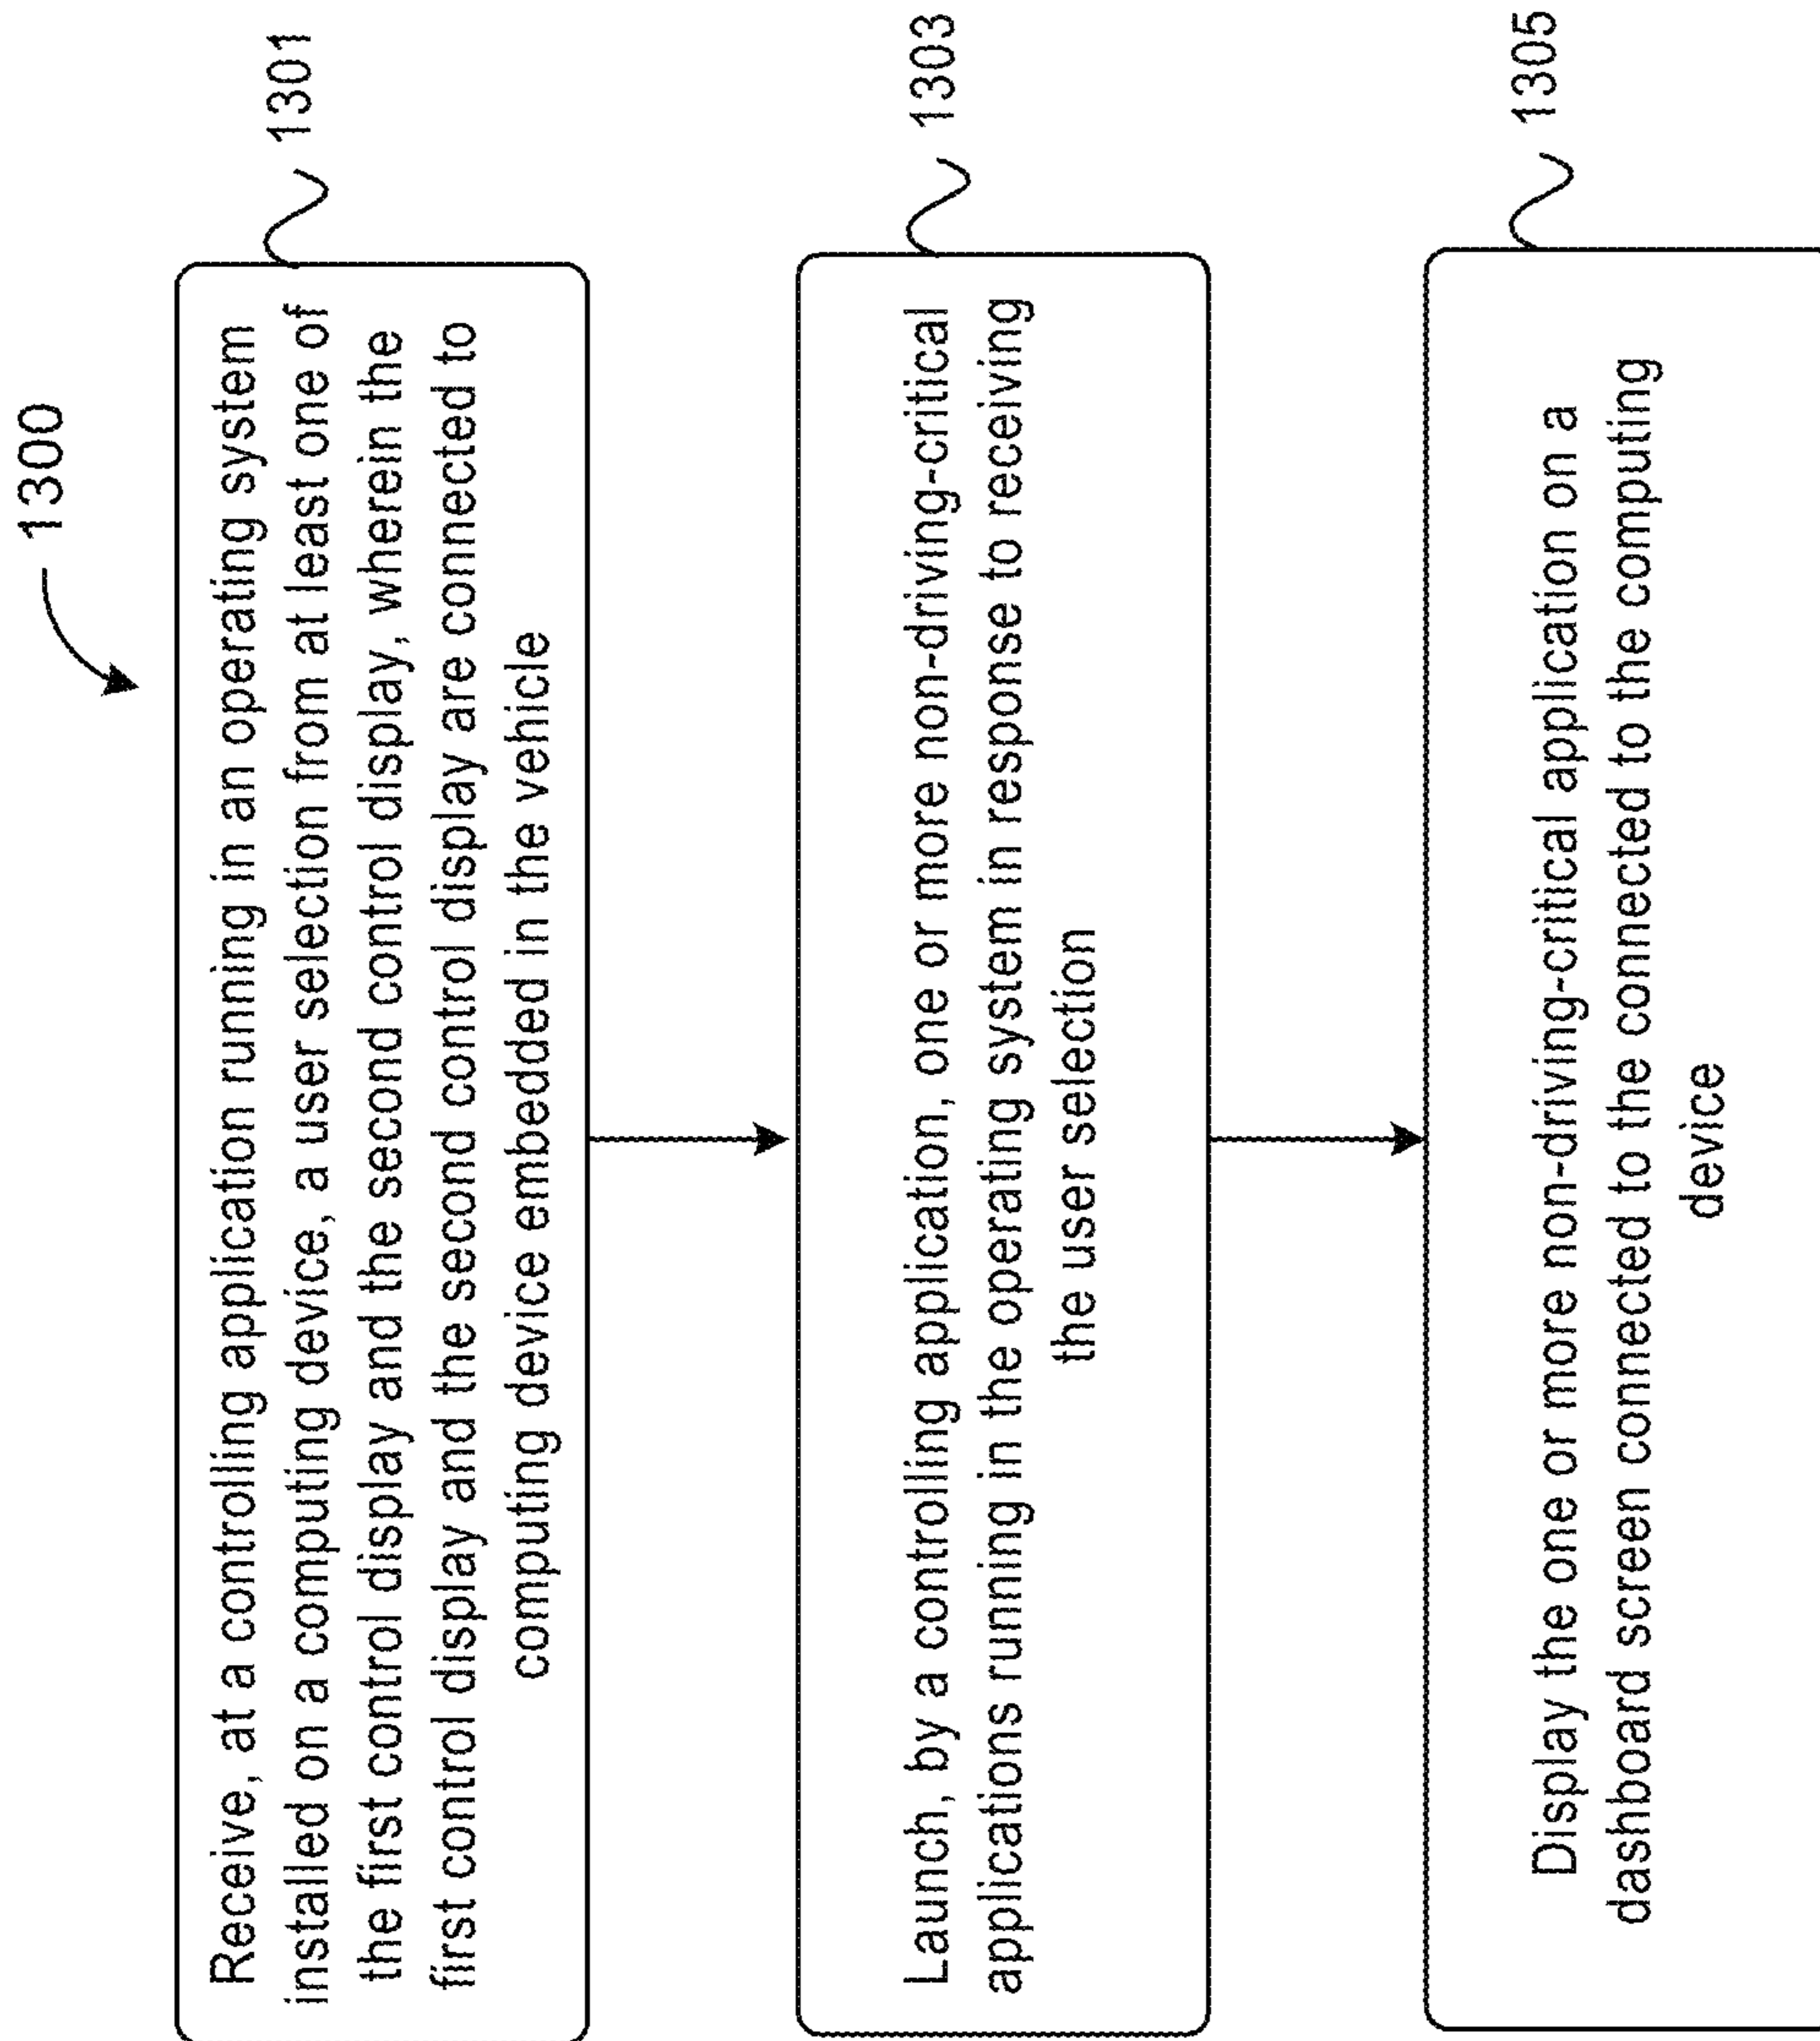 1300
Receive, at a controlling application running in an operating system
installed on a computing device, a user selection from at least one of
the first control display and the second control display, wherein the
first control display and the second control display are connected to
computing device embedded in the vehicle
1301
Launch, by a controlling application, one or more non-driving-critical
applications running in the operating system in response to receiving
the user selection
1303
Display the one or more non-driving-critical application on a
dashboard screen connected to the connected to the computing
device
1305